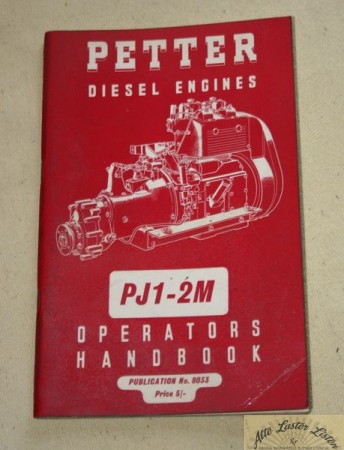 PETTER
DIESEL ENGINES
PJ1-2M
OPERATORS
HANDBOOK
PUBLICATION No. 8053
Price 5/-
Alte Laster Listen